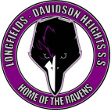 LONGFIELDS - DAVIDSON HEIGHTS S.S
HOME OF THE RAVENS